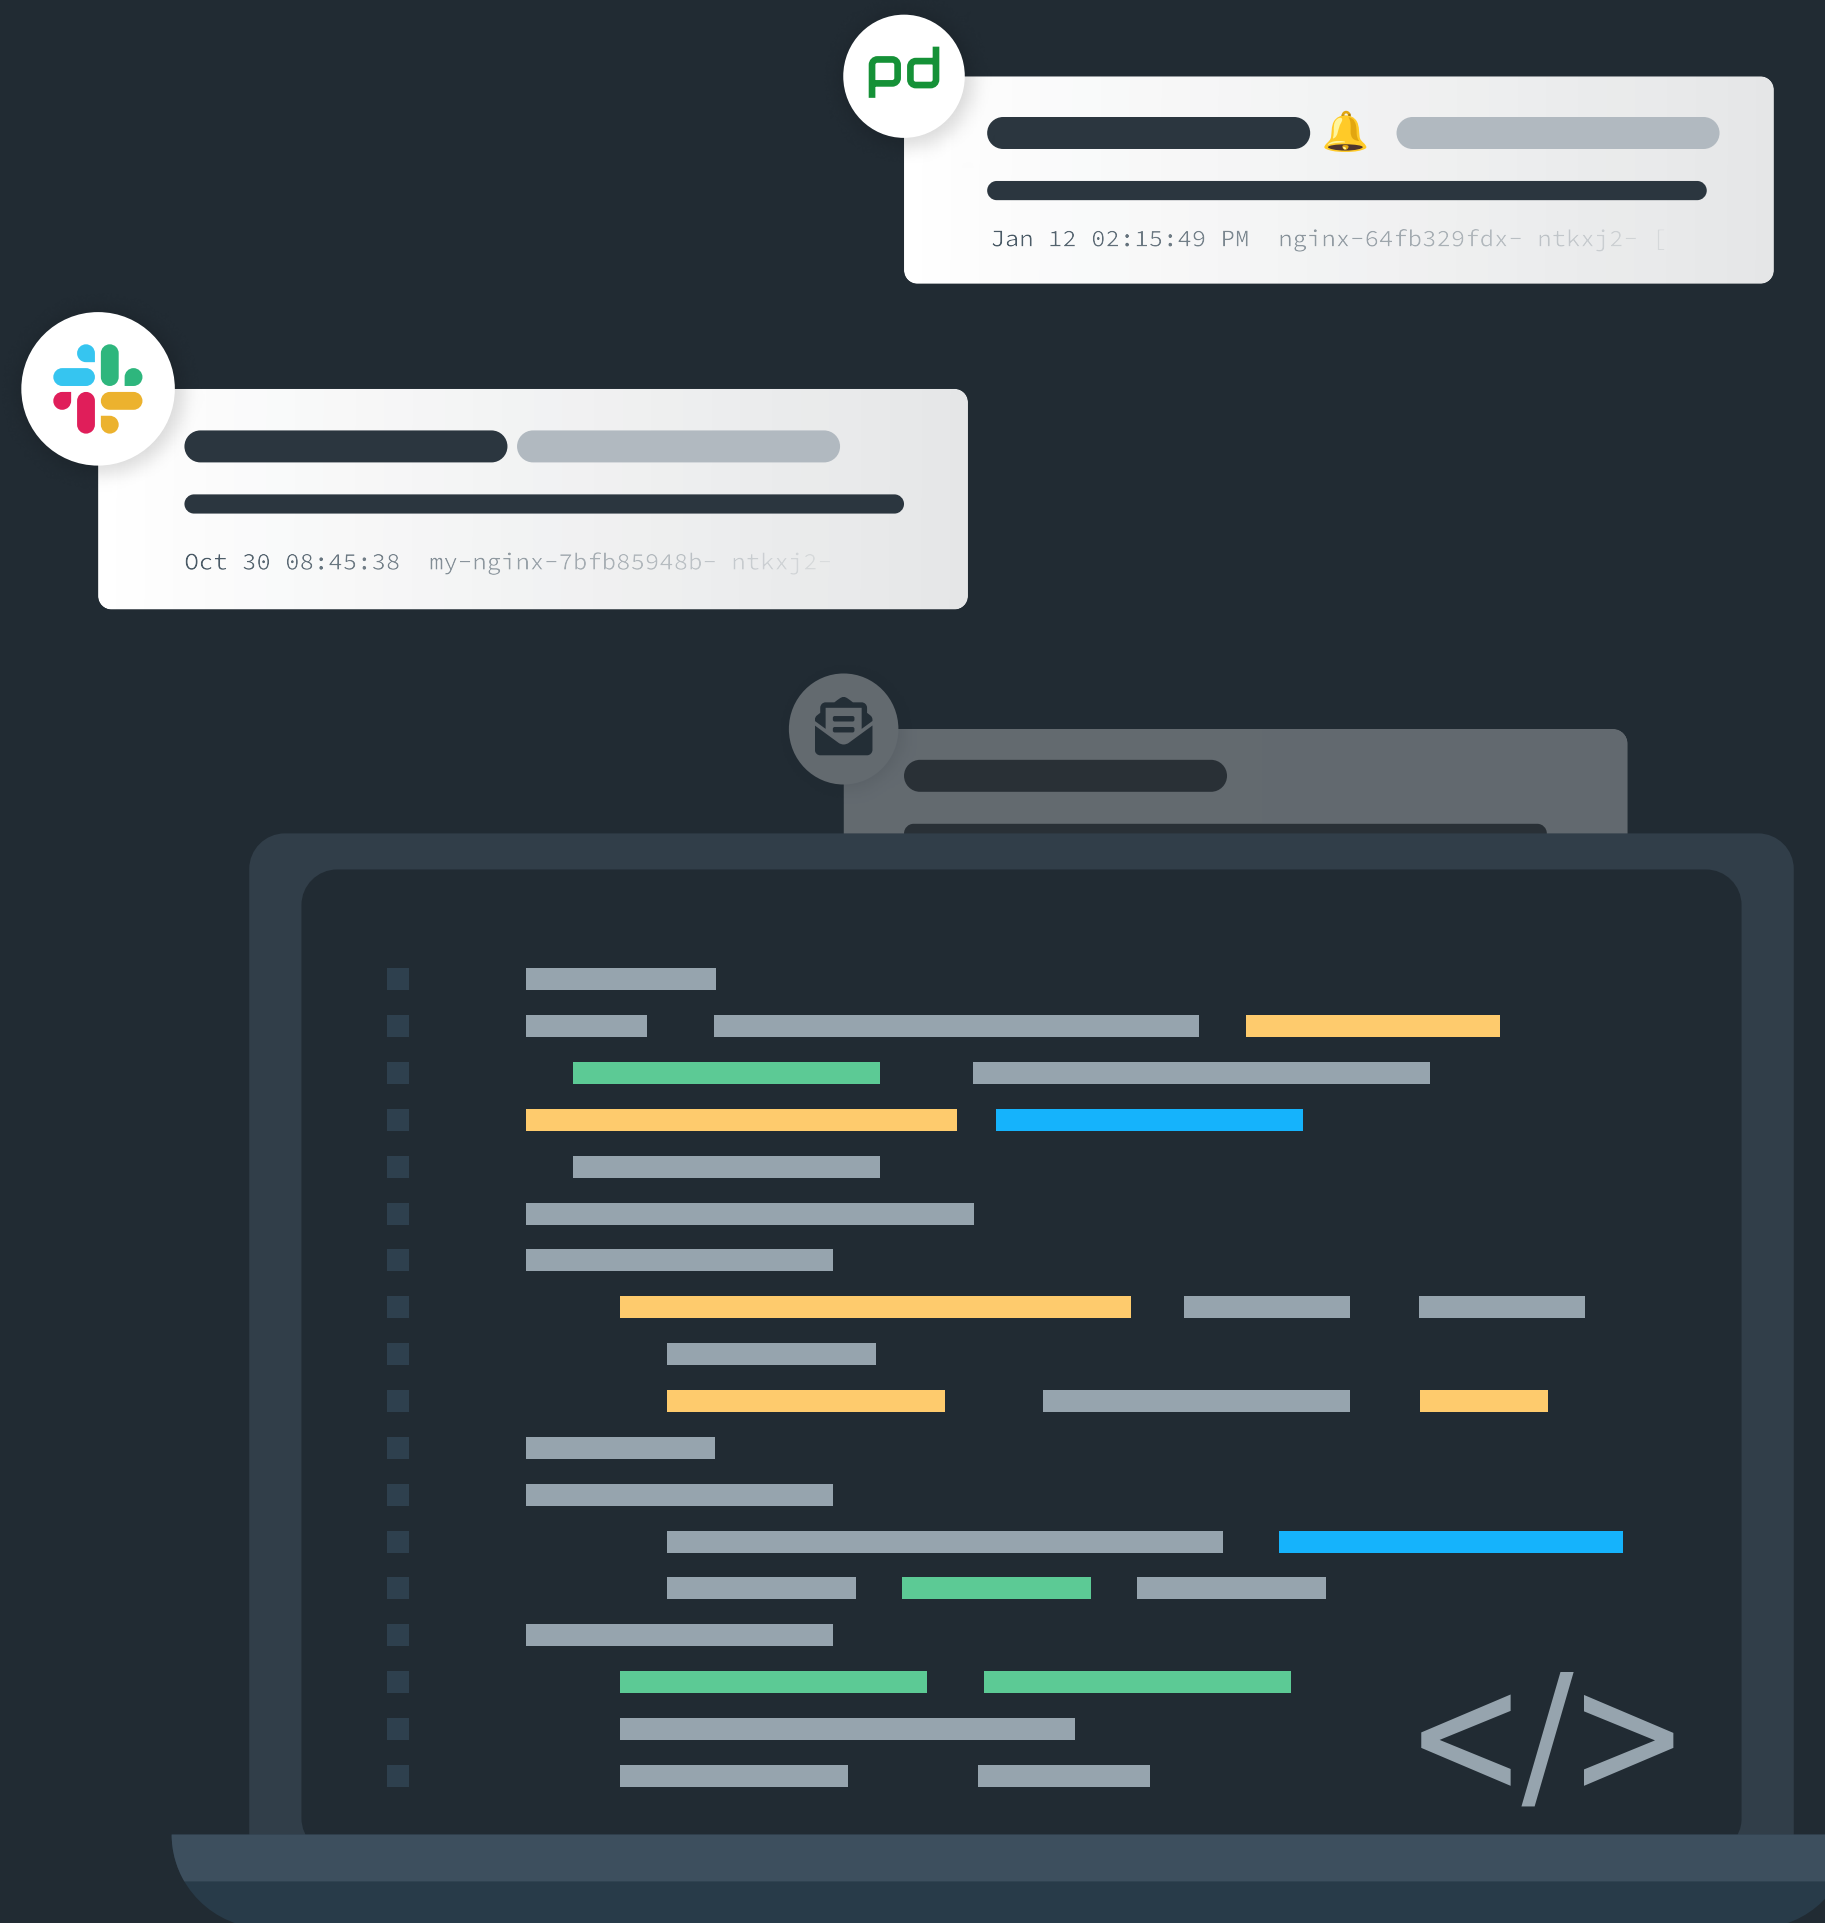 pd
Jan 12 02:15:49 PM nginx-64fb329fdx- ntkxj2- [
Oct 30 08:45:38 my-nginx-7bfb85948b- ntkxj2-
</>